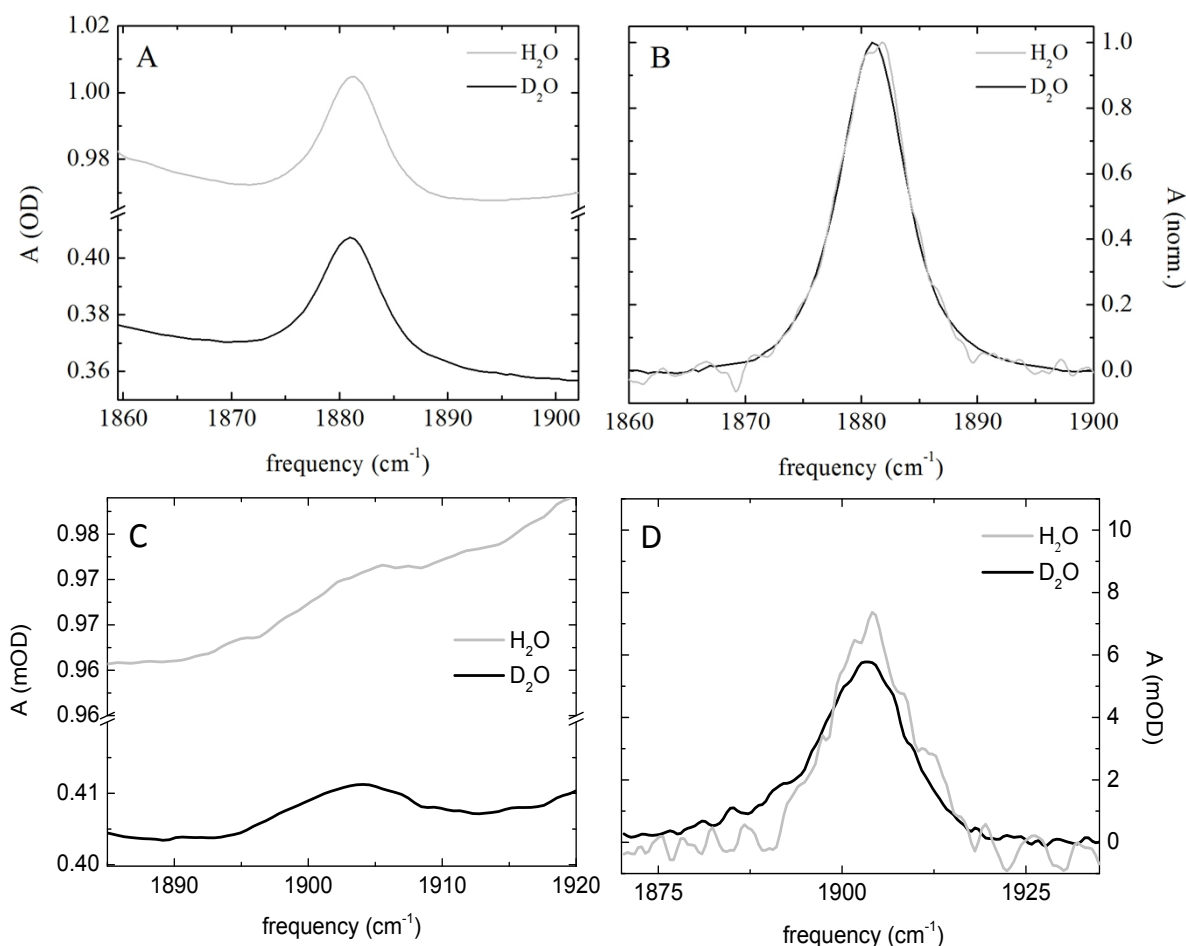 A
H₂O
D₂O
1.02
1.00
0.98
0.40
0.38
0.36
A (OD)
1860 1870 1880 1890 1900
frequency (cm⁻¹)
B
H₂O
D₂O
1.0
0.8
0.6
0.4
0.2
0.0
A (norm.)
1860 1870 1880 1890 1900
frequency (cm⁻¹)
C
H₂O
D₂O
0.98
0.97
0.97
0.96
0.96
0.41
0.40
A (mOD)
1890 1900 1910 1920
frequency (cm⁻¹)
D
H₂O
D₂O
10
8
6
4
2
0
A (mOD)
1875 1900 1925
frequency (cm⁻¹)